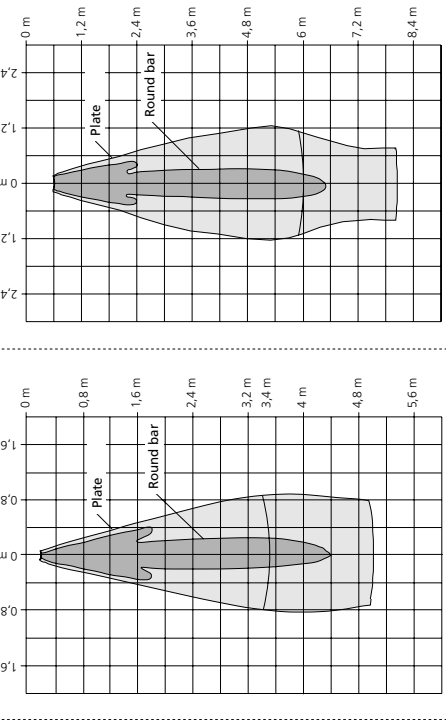 0 m
1,2 m
2,4 m
3,6 m
4,8 m
6 m
7,2 m
8,4 m
2,4
1,2
0 m
1,2
2,4
Plate
Round bar
0 m
0,8 m
1,6 m
2,4 m
3,2 m
3,4 m
4 m
4,8 m
5,6 m
1,6
0,8
0 m
0,8
1,6
Plate
Round bar